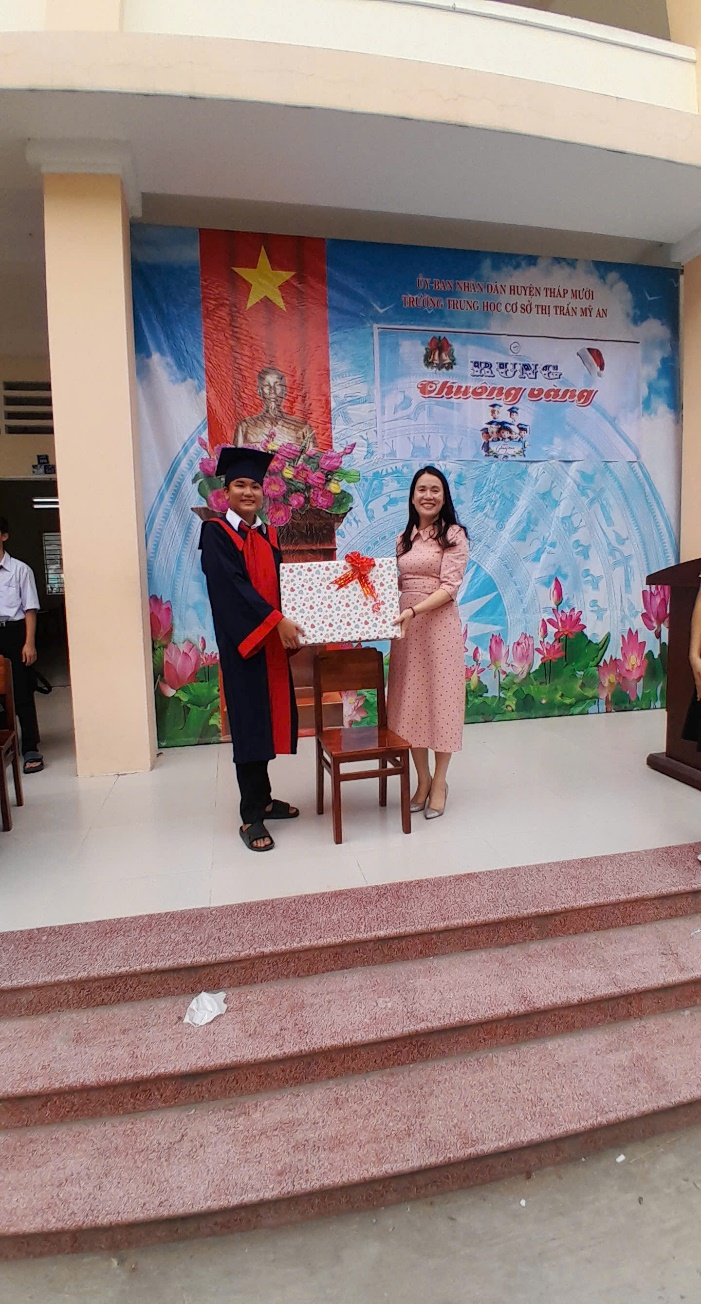 ỦY BAN NHÂN DÂN HUYỆN THÁP MƯỜI
TRƯỜNG TRUNG HỌC CƠ SỞ THỊ TRẤN MỸ AN
RUNG
Chuông vàng